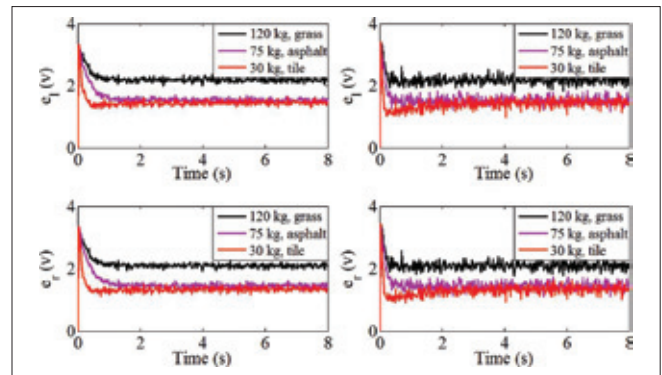 4
120 kg, grass
75 kg, asphalt
30 kg, tile
2
e_l (v)
0
0 2 4 6 8
Time (s)
4
120 kg, grass
75 kg, asphalt
30 kg, tile
2
e_l (v)
0
0 2 4 6 8
Time (s)
4
120 kg, grass
75 kg, asphalt
30 kg, tile
2
e_r (v)
0
0 2 4 6 8
Time (s)
4
120 kg, grass
75 kg, asphalt
30 kg, tile
2
e_r (v)
0
0 2 4 6 8
Time (s)